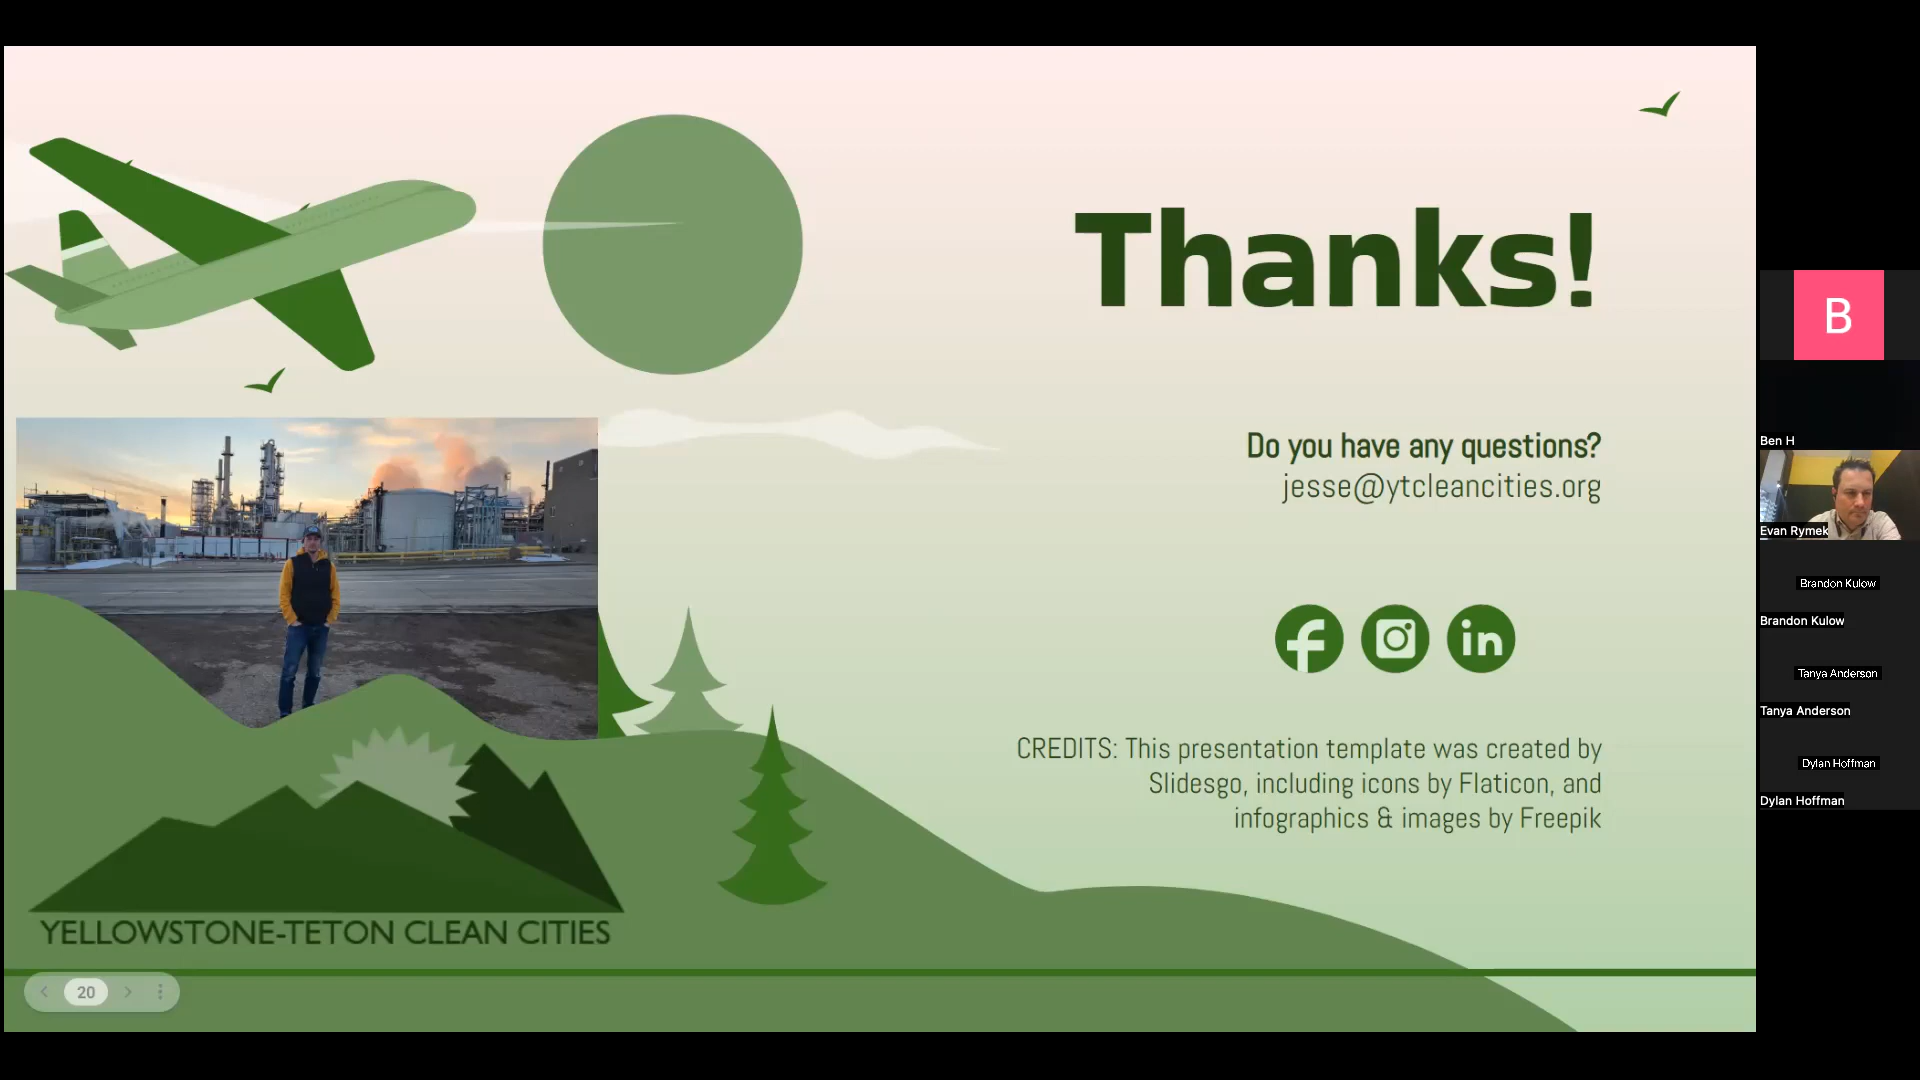 Thanks!
Do you have any questions?
jesse@ytcleancities.org
CREDITS: This presentation template was created by
Slidesgo, including icons by Flaticon, and
infographics & images by Freepik
YELLOWSTONE-TETON CLEAN CITIES
20
B
Ben H
Evan Rymek
Brandon Kulow
Brandon Kulow
Tanya Anderson
Tanya Anderson
Dylan Hoffman
Dylan Hoffman